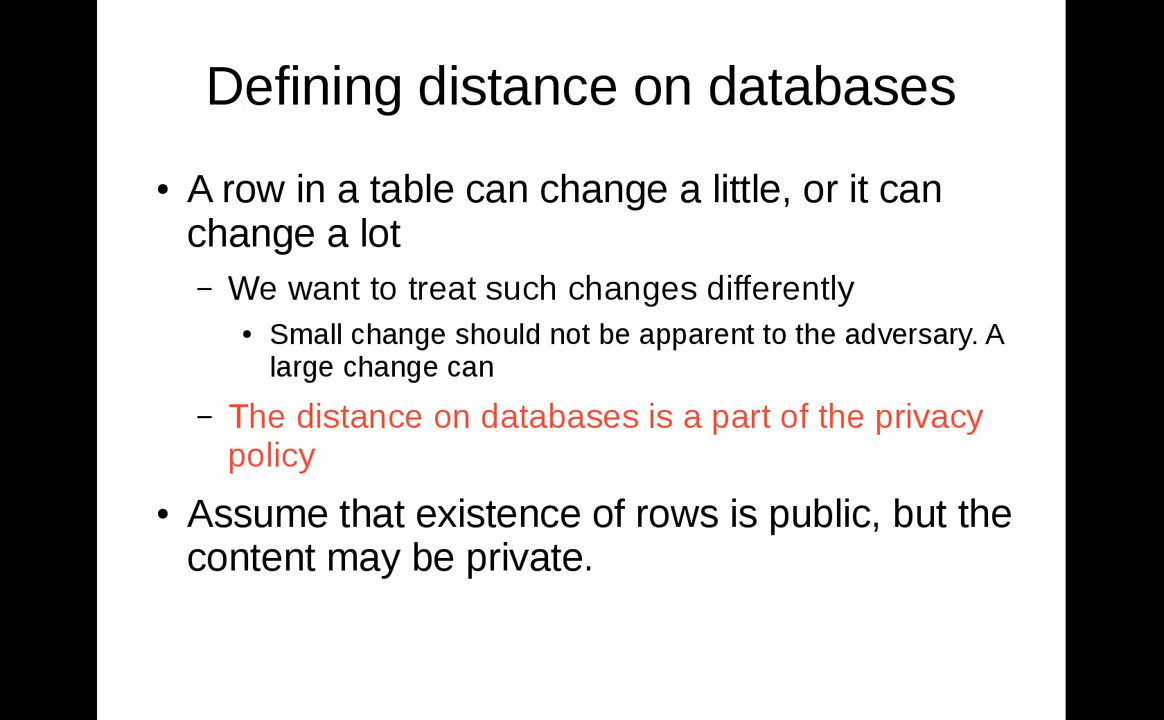 Defining distance on databases
• A row in a table can change a little, or it can
change a lot
– We want to treat such changes differently
• Small change should not be apparent to the adversary. A
large change can
– The distance on databases is a part of the privacy
policy
• Assume that existence of rows is public, but the
content may be private.